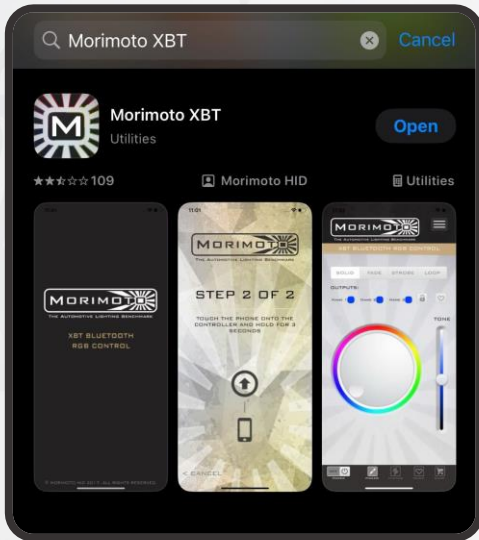 Morimoto XBT
Cancel
Morimoto XBT
Utilities
Open
109
Morimoto HID
Utilities
MORIMOTO
XBT BLUETOOTH
RGB CONTROL
11:01
MORIMOTO
THE AUTOMOTIVE LIGHTING BENCHMARK
STEP 2 OF 2
TOUCH THE PHONE ONTO THE
CONTROLLER AND HOLD FOR 3
SECONDS
< CANCEL
MORIMOTO
THE AUTOMOTIVE LIGHTING BENCHMARK
XBT BLUETOOTH RGB CONTROL
SOLID FADE STROBE LOOP
OUTPUTS:
TONE